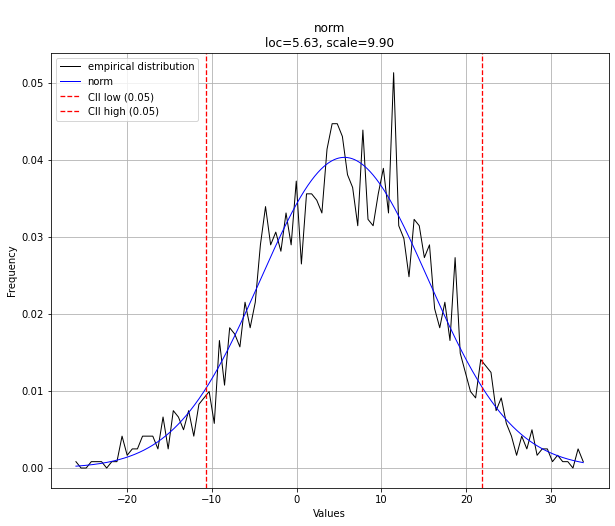 norm
loc=5.63, scale=9.90
empirical distribution
norm
CII low (0.05)
CII high (0.05)
0.05
0.04
0.03
0.02
0.01
0.00
Frequency
−20 −10 0 10 20 30
Values